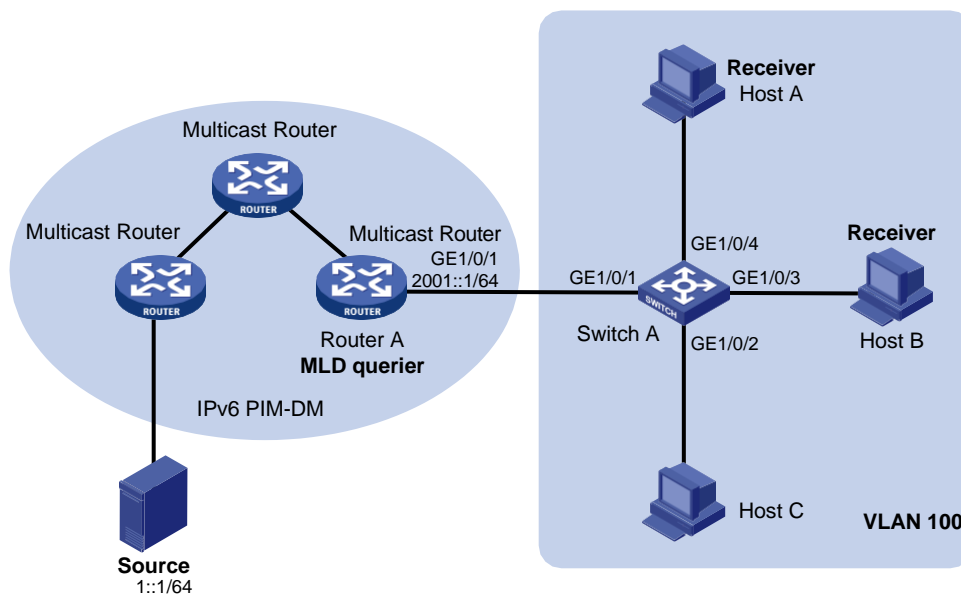 Receiver
Host A
Multicast Router
ROUTER
Multicast Router
ROUTER
Multicast Router
GE1/0/1
2001::1/64
ROUTER
Router A
MLD querier
IPv6 PIM-DM
Source
1::1/64
GE1/0/4
GE1/0/1
GE1/0/3
SWITCH
Switch A
GE1/0/2
Receiver
Host B
Host C
VLAN 100